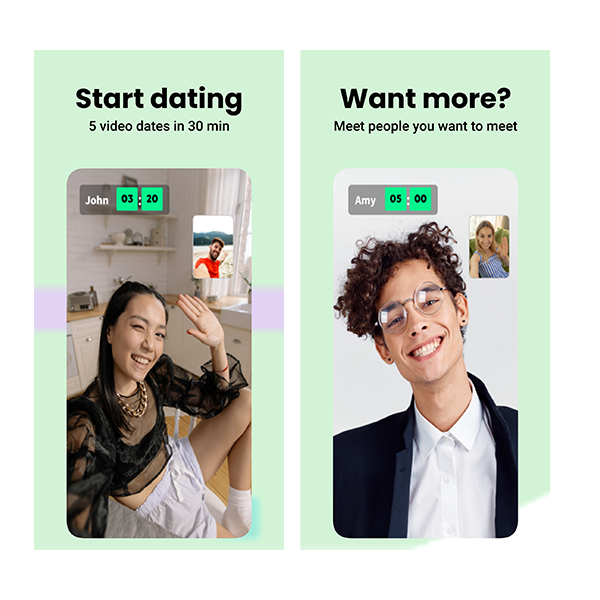 Start dating
5 video dates in 30 min
John 03:20
Want more?
Meet people you want to meet
Amy 05:00